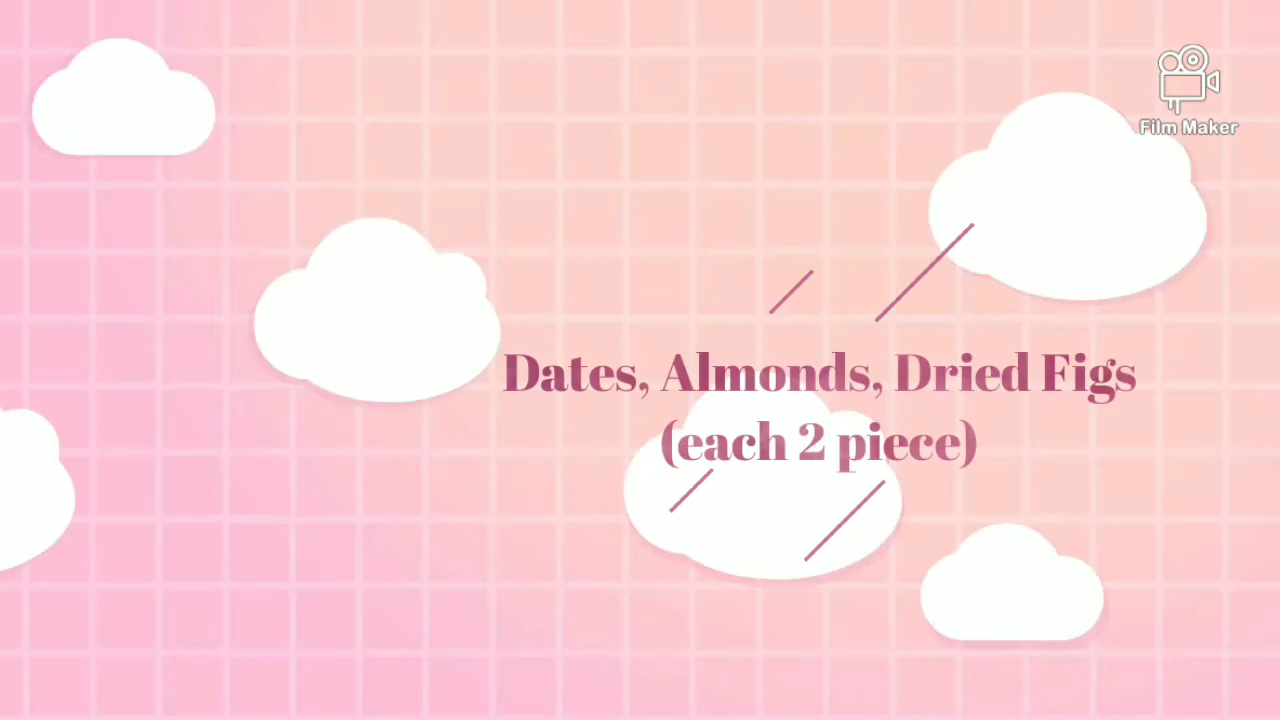 Film Maker
Dates, Almonds, Dried Figs
(each 2 piece)